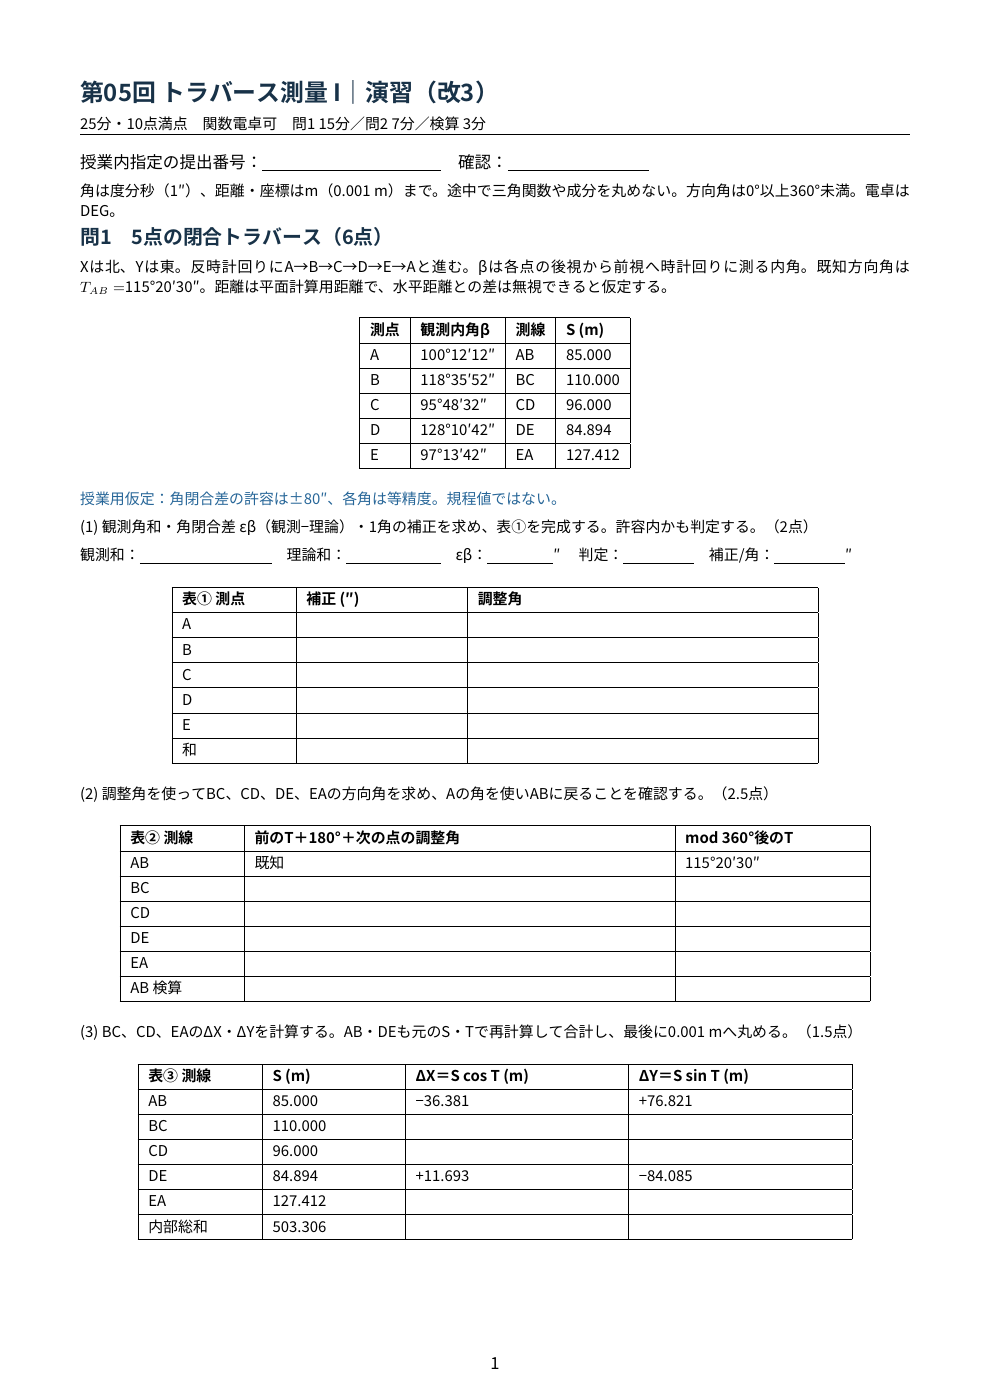 第05回 トラバース測量 I｜演習（改3）
25分・10点満点　関数電卓可　問1 15分／問2 7分／検算 3分
授業内指定の提出番号：　確認：
角は度分秒（1″）、距離・座標はm（0.001 m）まで。途中で三角関数や成分を丸めない。方向角は0°以上360°未満。電卓は
DEG。
問1　5点の閉合トラバース（6点）
Xは北、Yは東。反時計回りにA→B→C→D→E→Aと進む。βは各点の後視から前視へ時計回りに測る内角。既知方向角は
T_AB =115°20′30″。距離は平面計算用距離で、水平距離との差は無視できると仮定する。
測点 観測内角β 測線 S (m)
A 100°12′12″ AB 85.000
B 118°35′52″ BC 110.000
C 95°48′32″ CD 96.000
D 128°10′42″ DE 84.894
E 97°13′42″ EA 127.412
授業用仮定：角閉合差の許容は±80″、各角は等精度。規程値ではない。
(1) 観測角和・角閉合差 εβ（観測−理論）・1角の補正を求め、表①を完成する。許容内かも判定する。（2点）
観測和：　理論和：　εβ：　″　判定：　補正/角：　″
表① 測点 補正 (″) 調整角
A
B
C
D
E
和
(2) 調整角を使ってBC、CD、DE、EAの方向角を求め、Aの角を使いABに戻ることを確認する。（2.5点）
表② 測線 前のT＋180°＋次の点の調整角 mod 360°後のT
AB 既知 115°20′30″
BC
CD
DE
EA
AB 検算
(3) BC、CD、EAのΔX・ΔYを計算する。AB・DEも元のS・Tで再計算して合計し、最後に0.001 mへ丸める。（1.5点）
表③ 測線 S (m) ΔX＝S cos T (m) ΔY＝S sin T (m)
AB 85.000 −36.381 +76.821
BC 110.000
CD 96.000
DE 84.894 +11.693 −84.085
EA 127.412
内部総和 503.306
1